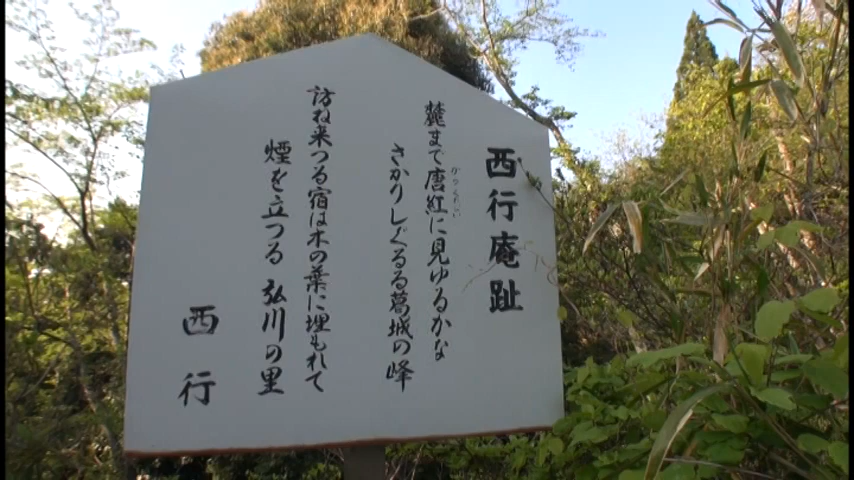 西行庵趾
麓まで唐紅に見ゆるかな
さかりしぐるる葛城の峰
訪ね来つる宿は木の葉に埋もれて
煙を立つる 弘川の里
西行